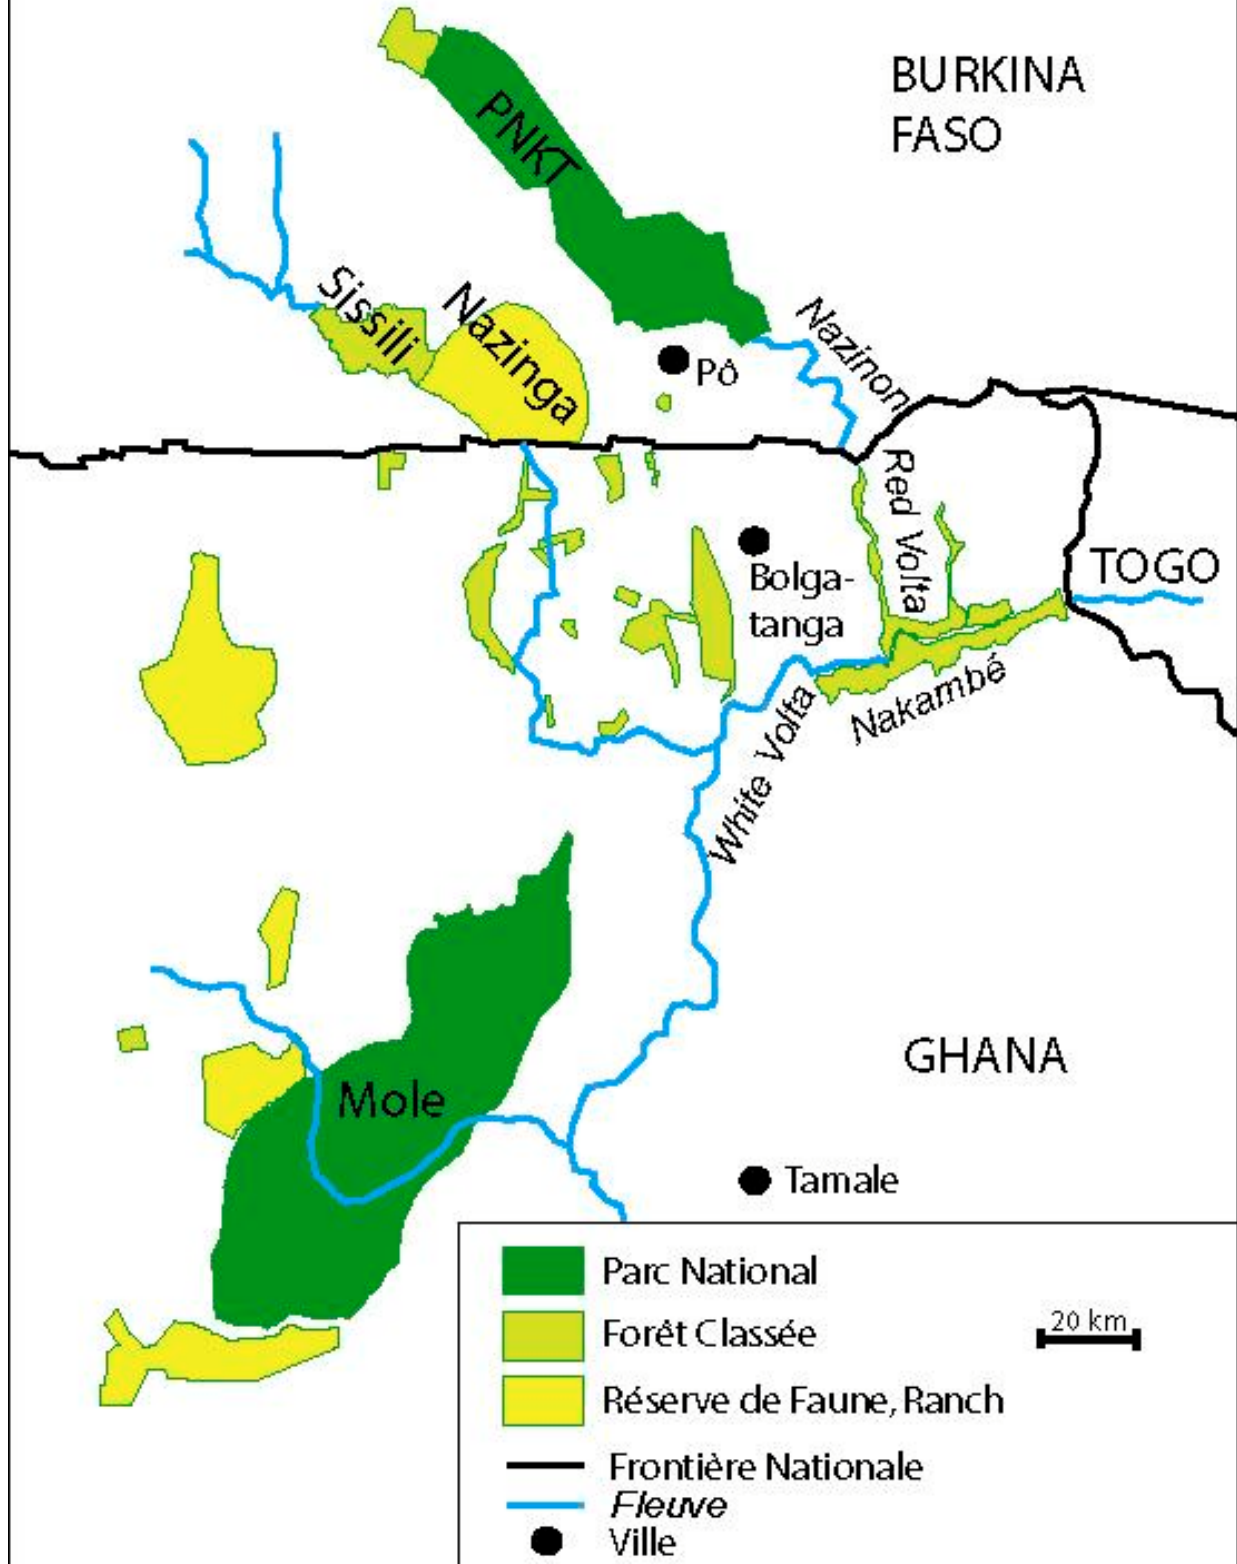 BURKINA
FASO
PNKT
Sissili
Nazinga
Nazinon
Pô
Red Volta
TOGO
Bolga-
tanga
Nakambé
White Volta
GHANA
Mole
Tamale
Parc National
Forêt Classée
20 km
Réserve de Faune, Ranch
Frontière Nationale
Fleuve
Ville